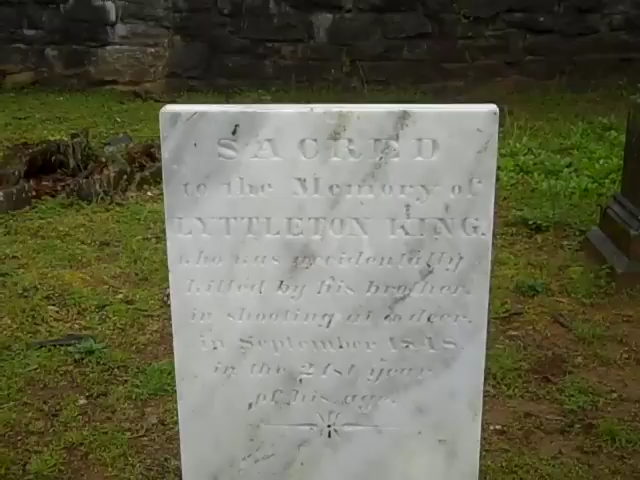 SACRED
to the Memory of
LYTTLETON KING.
who was accidentally
killed by his brother,
in shooting at a deer.
in September 1848
in the 21st year
of his age.